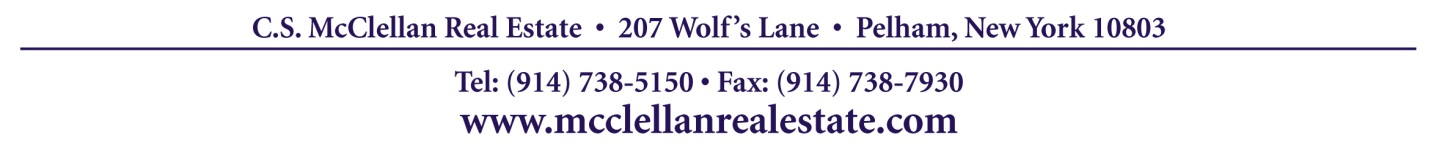 C.S. McClellan Real Estate • 207 Wolf's Lane • Pelham, New York 10803
Tel: (914) 738-5150 • Fax: (914) 738-7930
www.mcclellanrealestate.com